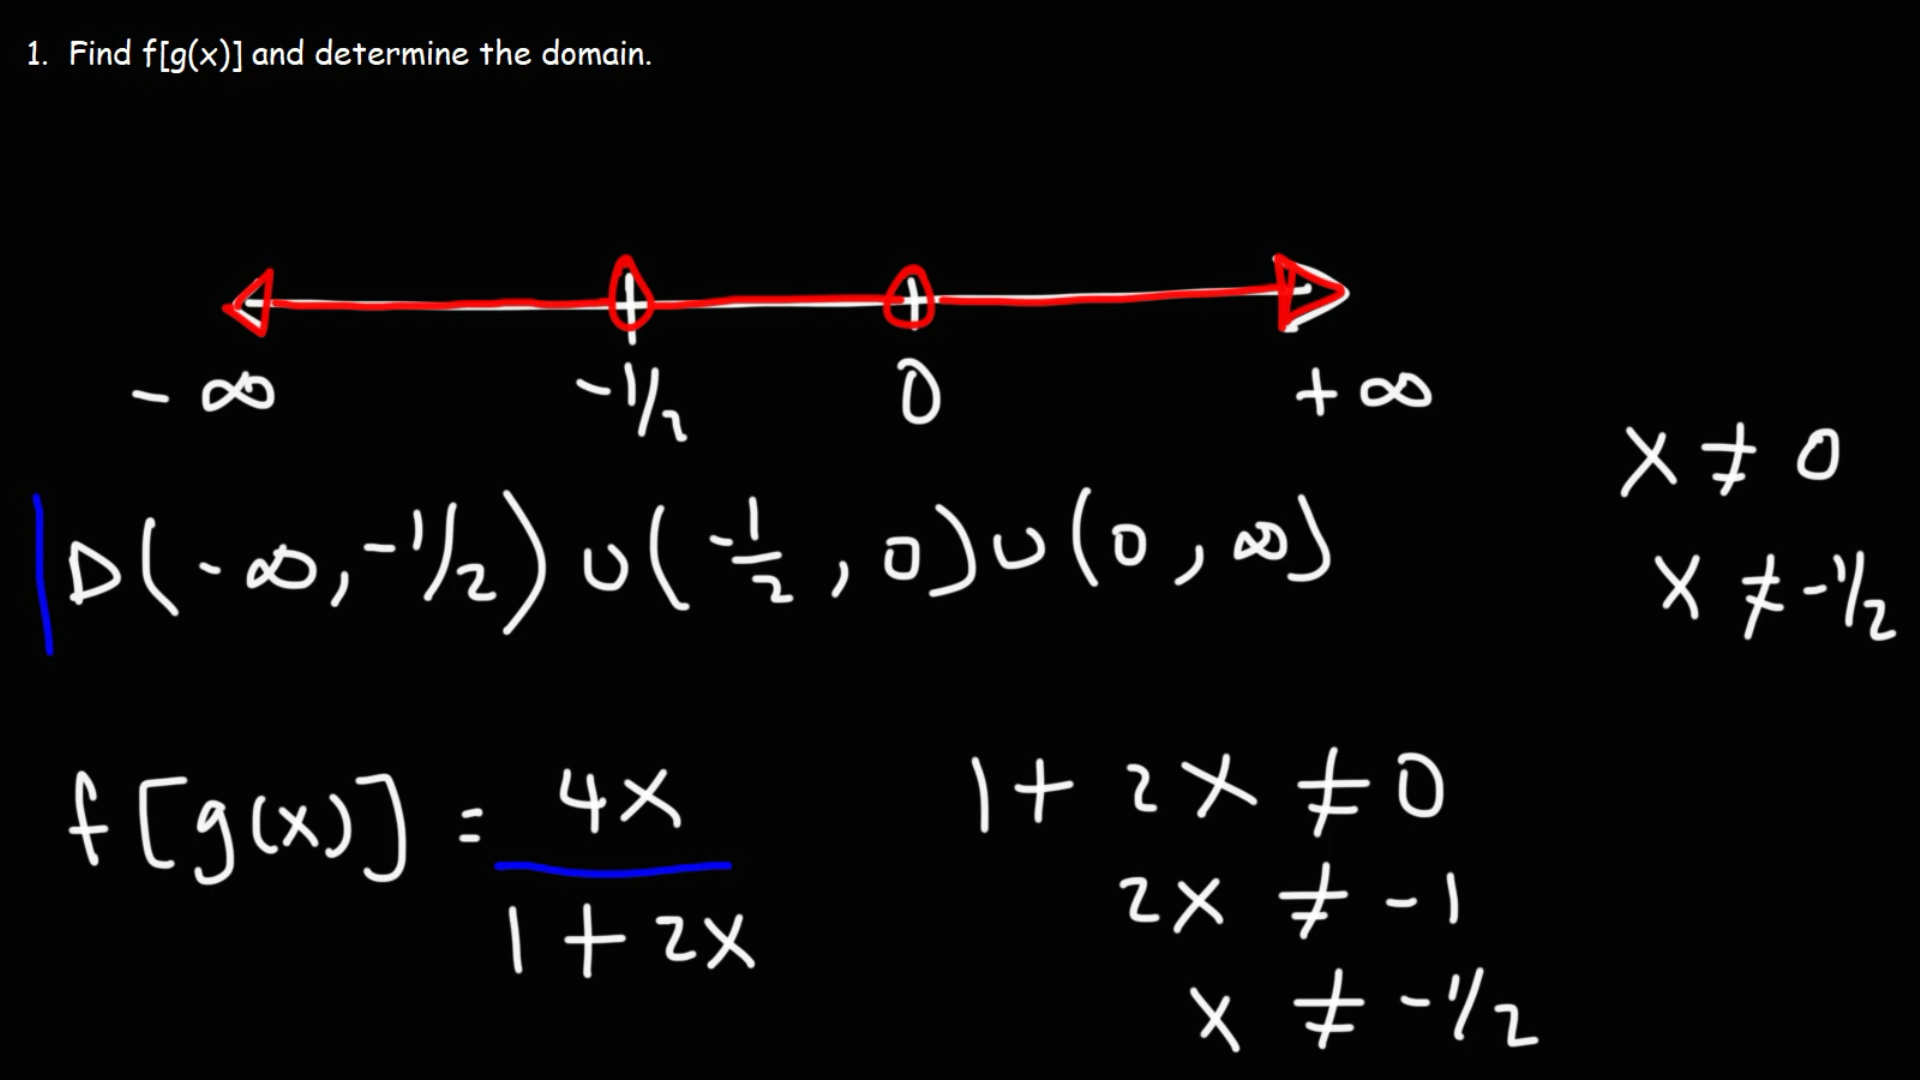 1. Find f[g(x)] and determine the domain.
- ∞ -1/2 0 + ∞
x ≠ 0
D(-∞, -1/2) ∪ (-1/2, 0) ∪ (0, ∞)
x ≠ -1/2
f[g(x)] = 4x / 1 + 2x
1 + 2x ≠ 0
2x ≠ -1
x ≠ -1/2